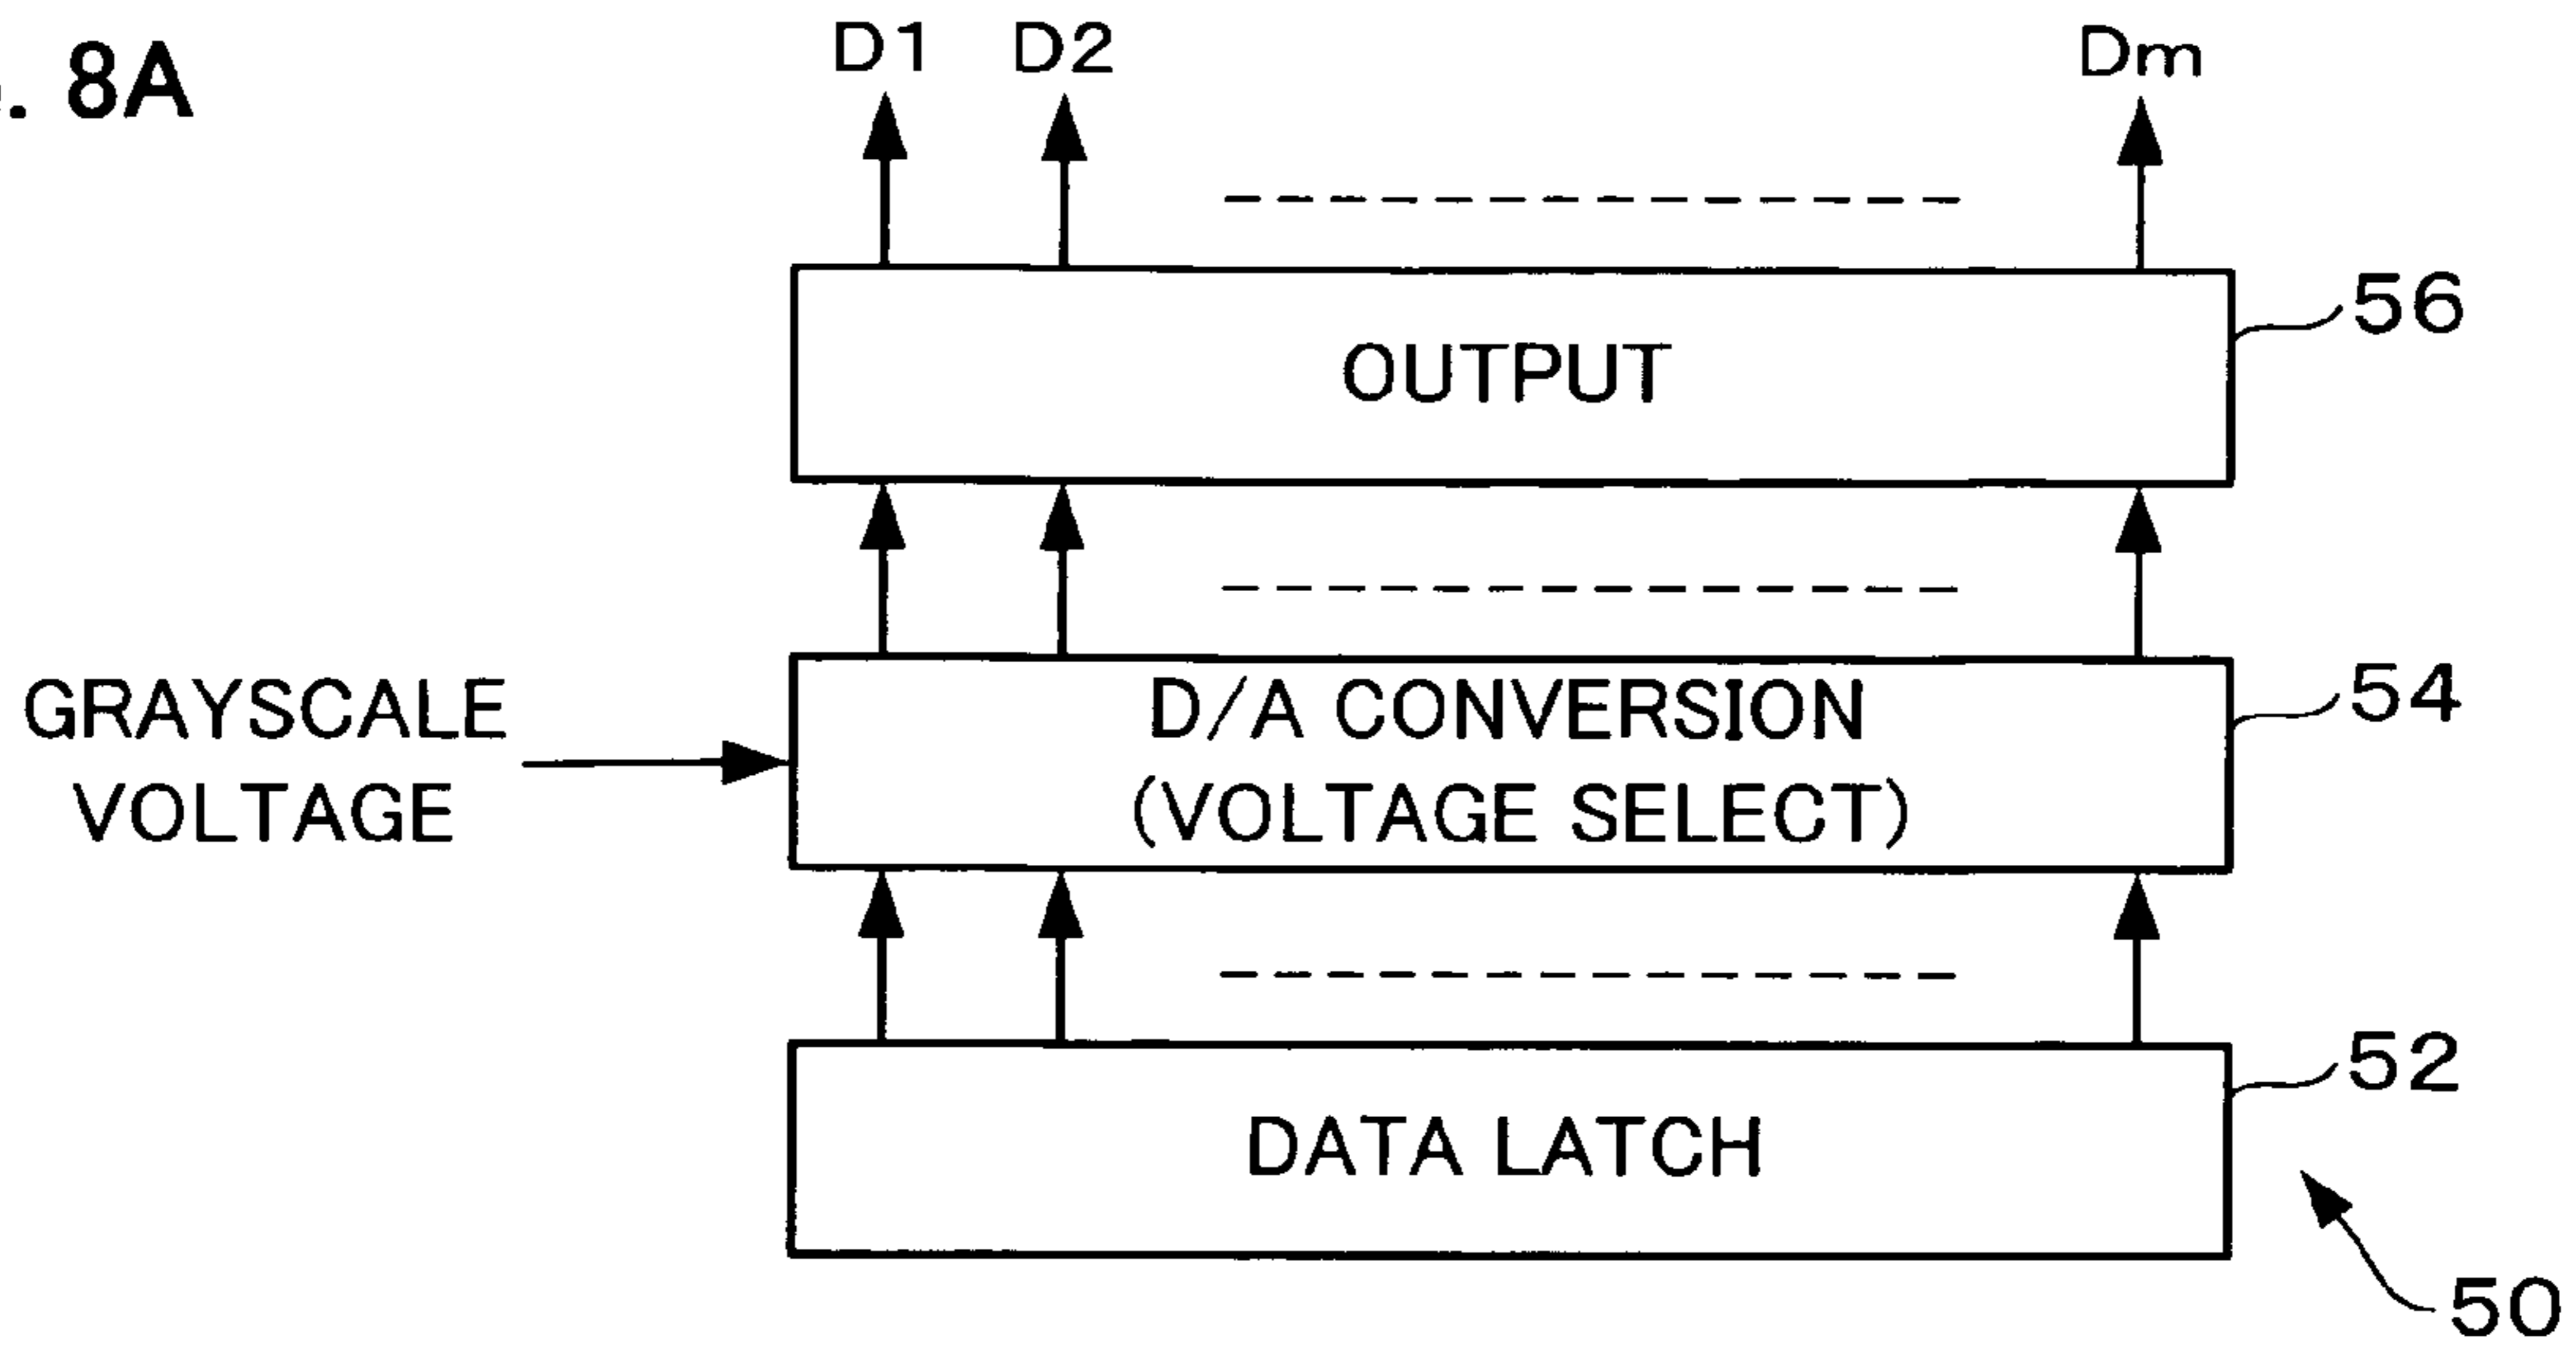 . 8A
D1 D2 Dm
56
OUTPUT
54
GRAYSCALE
VOLTAGE
D/A CONVERSION
(VOLTAGE SELECT)
52
DATA LATCH
50